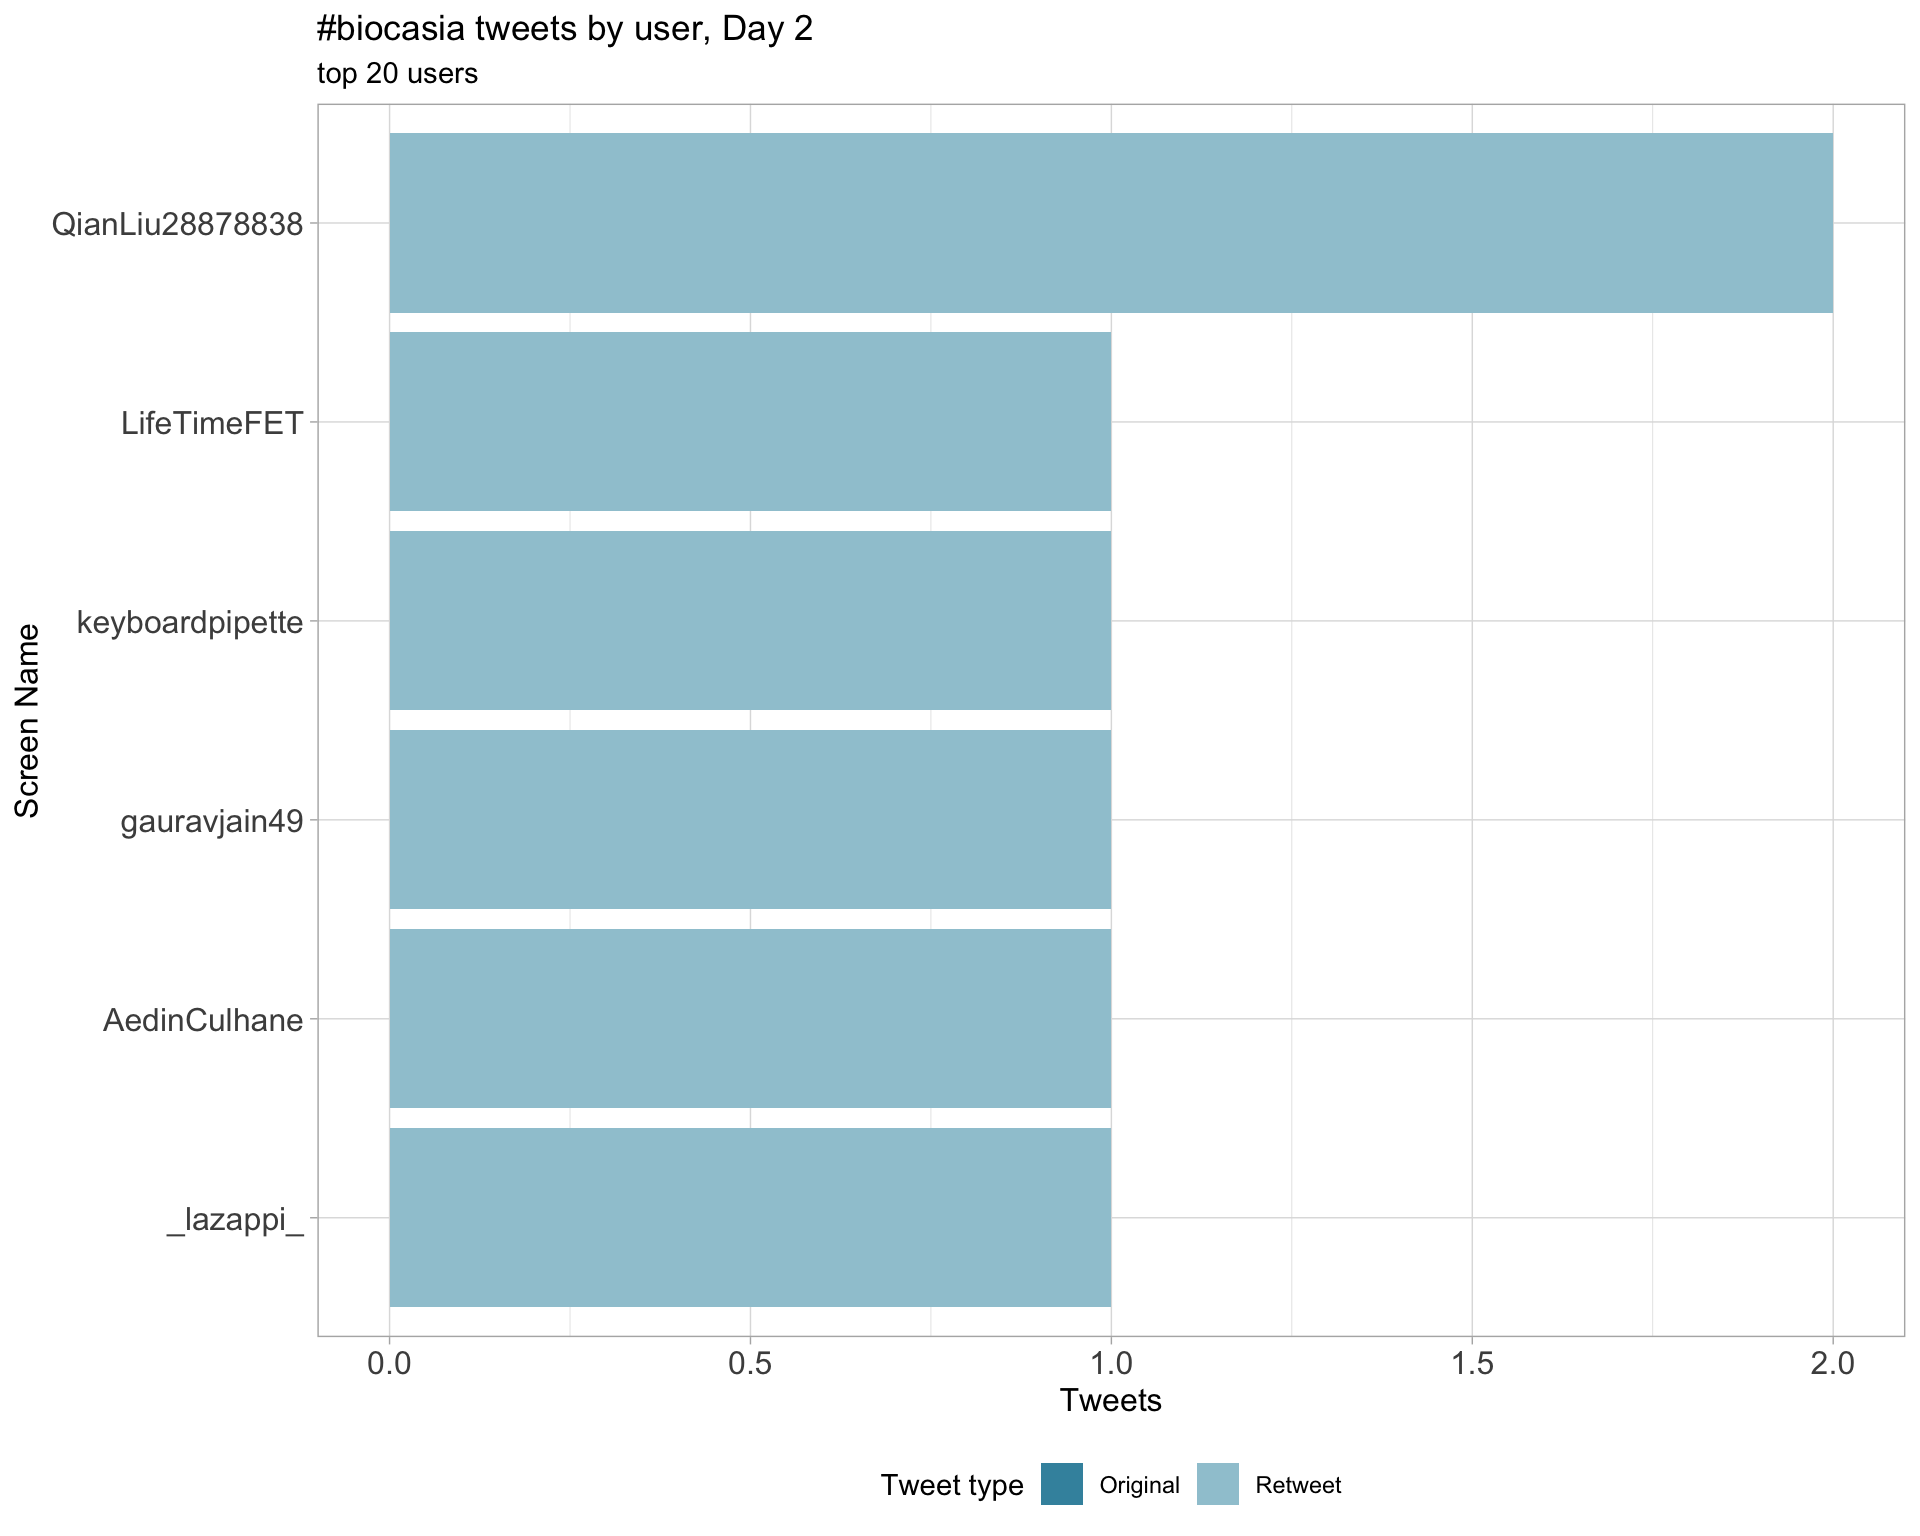 #biocasia tweets by user, Day 2
top 20 users
Screen Name
QianLiu28878838
LifeTimeFET
keyboardpipette
gauravjain49
AedinCulhane
_lazappi_
0.0 0.5 1.0 1.5 2.0
Tweets
Tweet type Original Retweet